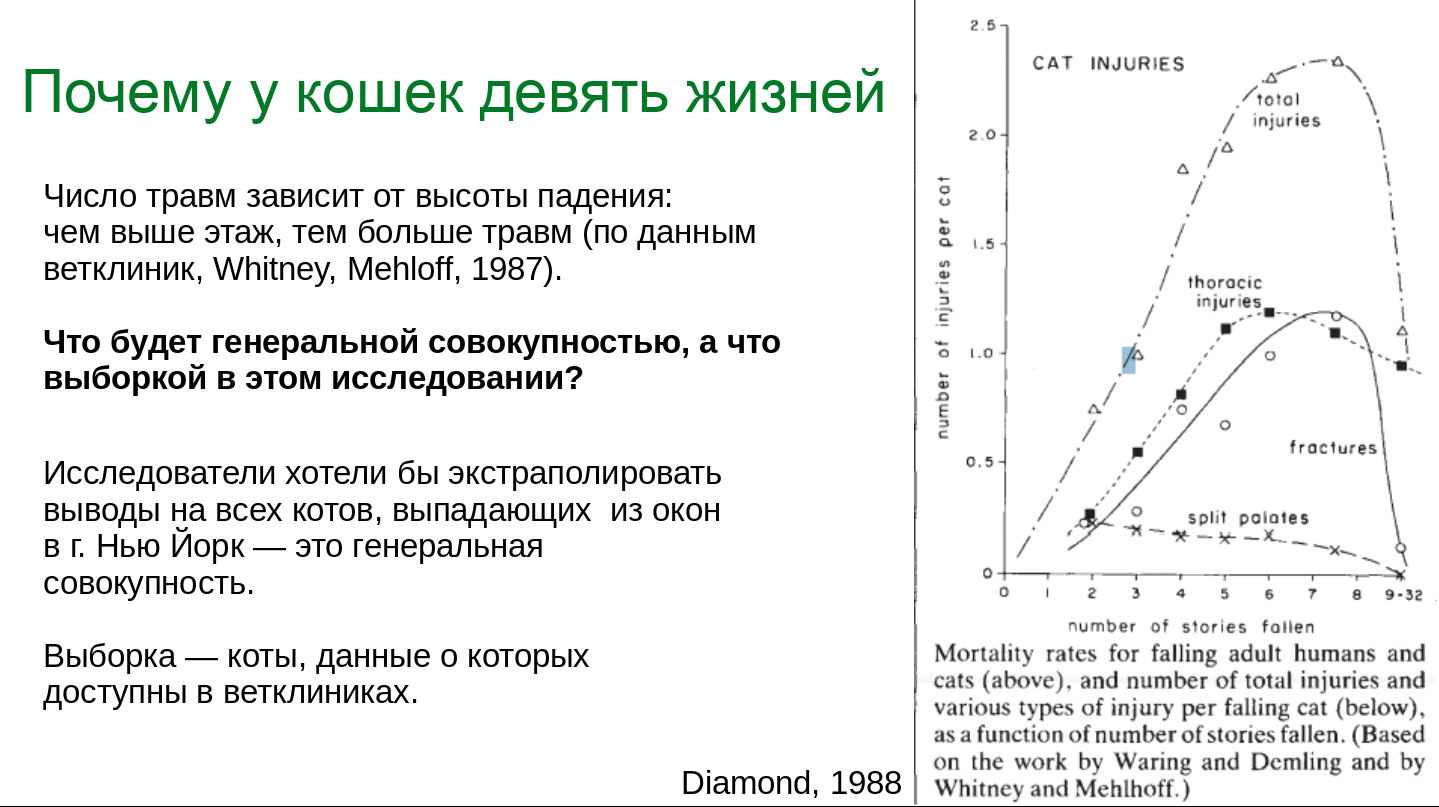 Почему у кошек девять жизней
Число травм зависит от высоты падения:
чем выше этаж, тем больше травм (по данным
ветклиник, Whitney, Mehloff, 1987).
Что будет генеральной совокупностью, а что
выборкой в этом исследовании?
Исследователи хотели бы экстраполировать
выводы на всех котов, выпадающих  из окон
в г. Нью Йорк — это генеральная
совокупность.
Выборка — коты, данные о которых
доступны в ветклиниках.
Diamond, 1988
CAT INJURIES
number of injuries per cat
2.5
2.0
1.5
1.0
0.5
0
total
injuries
thoracic
injuries
fractures
split palates
0 1 2 3 4 5 6 7 8 9-32
number of stories fallen
Mortality rates for falling adult humans and
cats (above), and number of total injuries and
various types of injury per falling cat (below),
as a function of number of stories fallen. (Based
on the work by Waring and Demling and by
Whitney and Mehlhoff.)